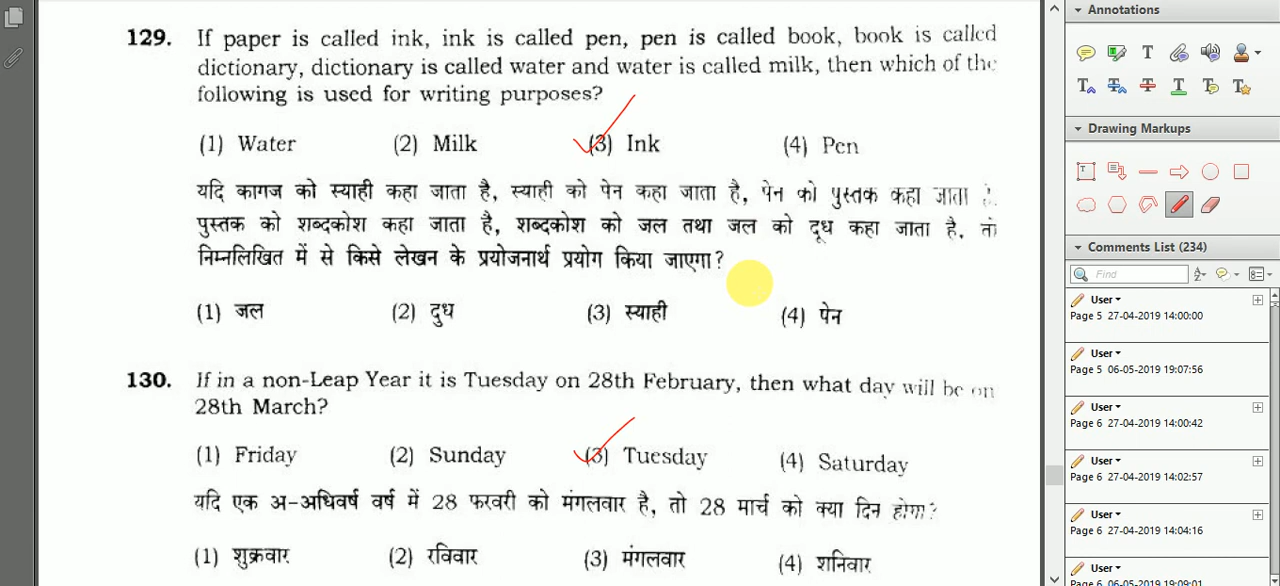 129. If paper is called ink, ink is called pen, pen is called book, book is called
dictionary, dictionary is called water and water is called milk, then which of the
following is used for writing purposes?
(1) Water (2) Milk (3) Ink (4) Pen
यदि कागज को स्याही कहा जाता है, स्याही को पेन कहा जाता है, पेन को पुस्तक कहा जाता है,
पुस्तक को शब्दकोश कहा जाता है, शब्दकोश को जल तथा जल को दूध कहा जाता है, तो
निम्नलिखित में से किसे लेखन के प्रयोजनार्थ प्रयोग किया जाएगा?
(1) जल (2) दुध (3) स्याही (4) पेन
130. If in a non-Leap Year it is Tuesday on 28th February, then what day will be on
28th March?
(1) Friday (2) Sunday (3) Tuesday (4) Saturday
यदि एक अ-अधिवर्ष वर्ष में 28 फरवरी को मंगलवार है, तो 28 मार्च को क्या दिन होगा?
(1) शुक्रवार (2) रविवार (3) मंगलवार (4) शनिवार
Annotations
Drawing Markups
Comments List (234)
Find
User
Page 5 27-04-2019 14:00:00
User
Page 5 06-05-2019 19:07:56
User
Page 6 27-04-2019 14:00:42
User
Page 6 27-04-2019 14:02:57
User
Page 6 27-04-2019 14:04:16
User
Page 6 06-05-2019 19:09:01